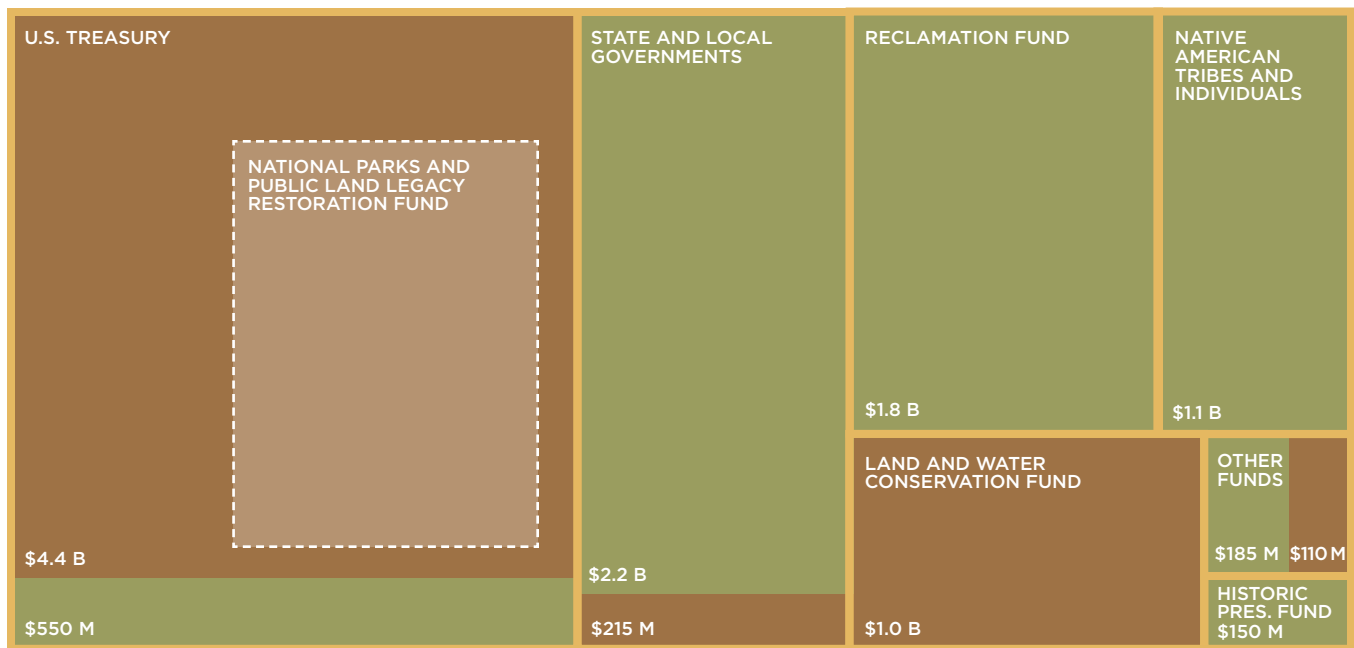 U.S. TREASURY
NATIONAL PARKS AND
PUBLIC LAND LEGACY
RESTORATION FUND
$4.4 B
$550 M
STATE AND LOCAL
GOVERNMENTS
$2.2 B
$215 M
RECLAMATION FUND
$1.8 B
NATIVE
AMERICAN
TRIBES AND
INDIVIDUALS
$1.1 B
LAND AND WATER
CONSERVATION FUND
$1.0 B
OTHER
FUNDS
$185 M $110 M
HISTORIC
PRES. FUND
$150 M